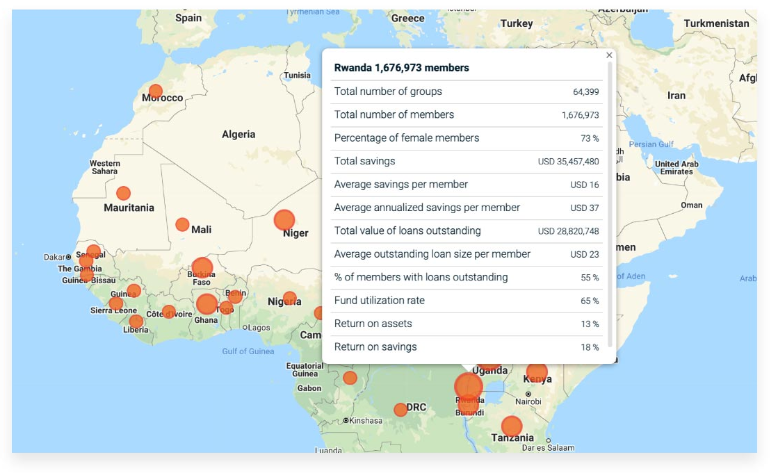 Spain
Tyrrhenian Sea
Greece
Turkey
Azerbaijan
Turkmenistan
Rwanda 1,676,973 members
×
Tunisia
Total number of groups 64,399
Afg
Morocco
Iran
Total number of members 1,676,973
Algeria
Percentage of female members 73 %
Persian Gulf
Western
Sahara
Total savings USD 35,457,480
United Arab
Emirates
Average savings per member USD 16
bia
Mauritania
Average annualized savings per member USD 37
Oman
Mali
Niger
Total value of loans outstanding USD 28,820,748
men
Senegal
Dakar
Average outstanding loan size per member USD 23
The Gambia
Burkina
Faso
Guinea-Bissau
% of members with loans outstanding 55 %
of Aden
Arab
Guinea
Benin
Nigeria
Fund utilization rate 65 %
Sierra Leone
Côte d'Ivoire
Togo
Ghana
Liberia
Lagos
Return on assets 13 %
Cam
Return on savings 18 %
Gulf of Guinea
Equatorial
Guinea
Uganda
Kenya
Gabon
Rwanda
Nairobi
DRC
Burundi
Kinshasa
Tanzania
Dar es Salaam
Luanda